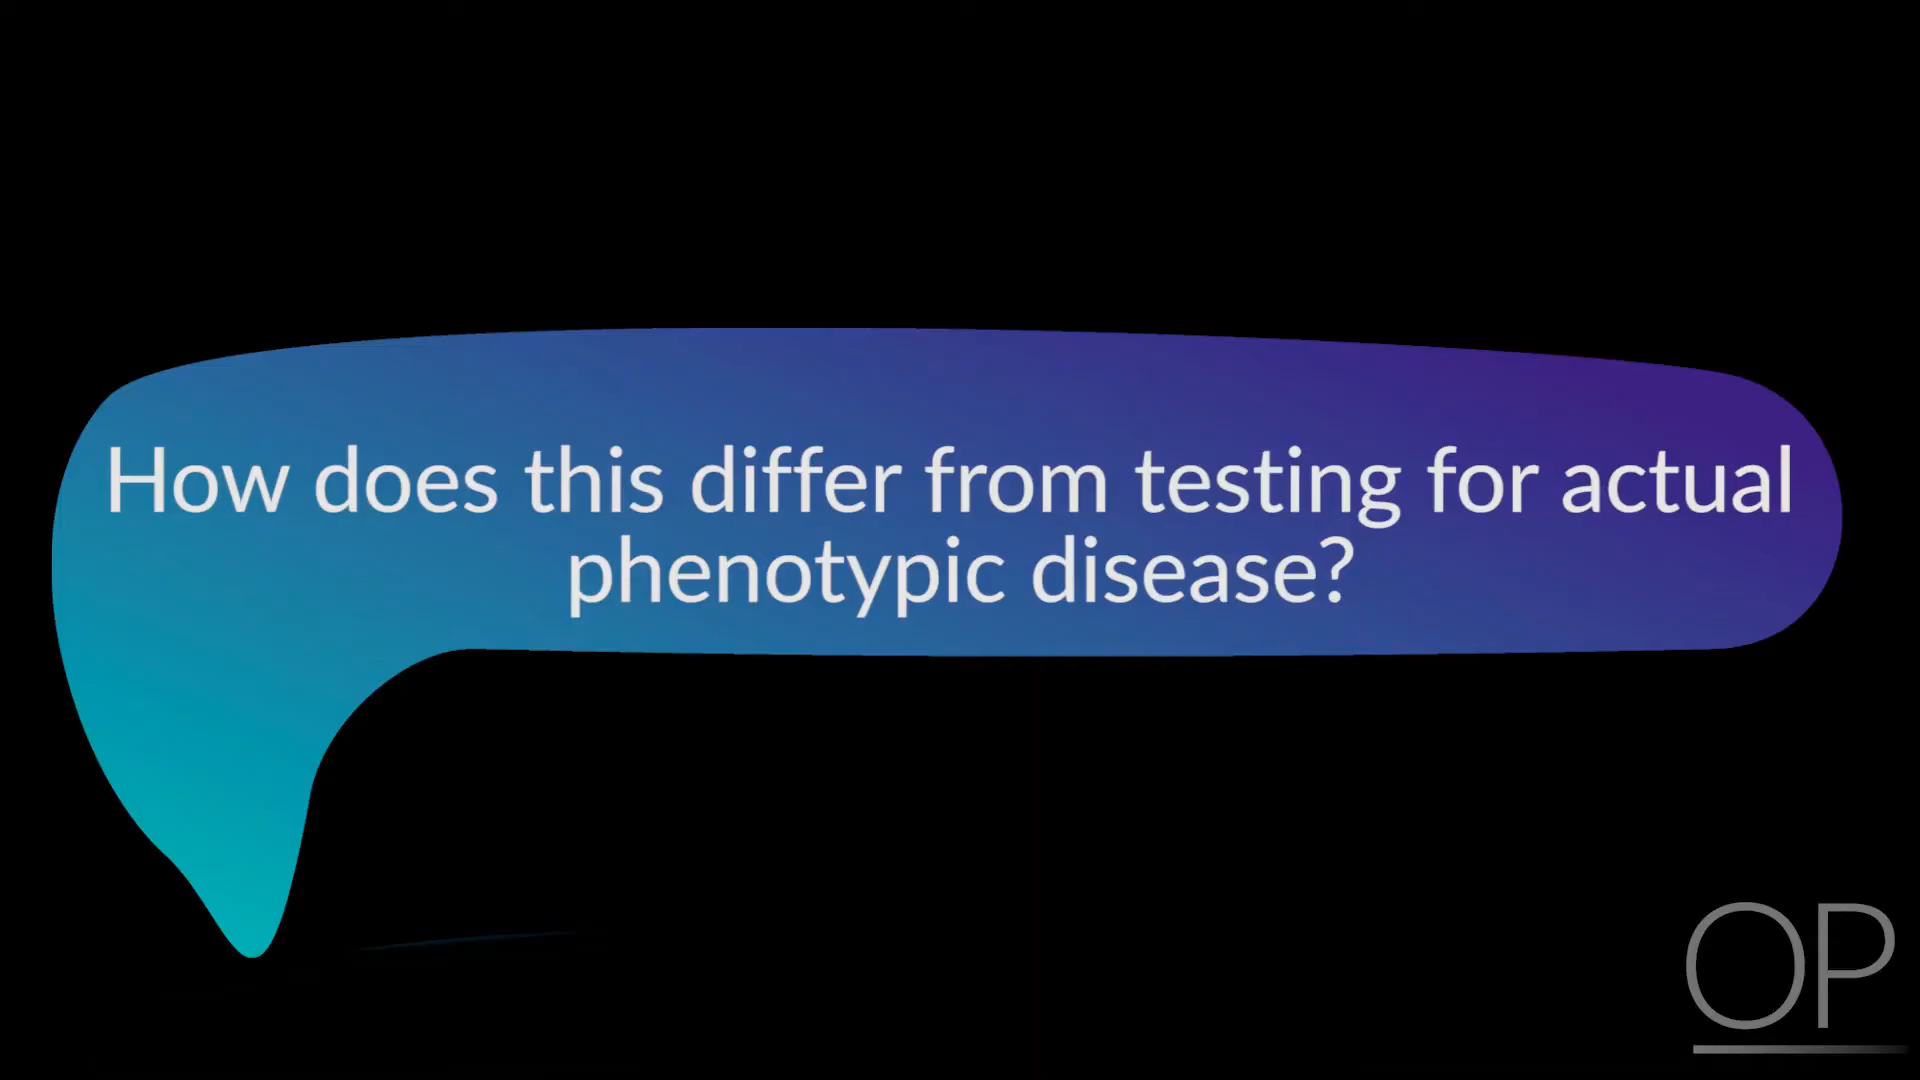 How does this differ from testing for actual
phenotypic disease?
OP